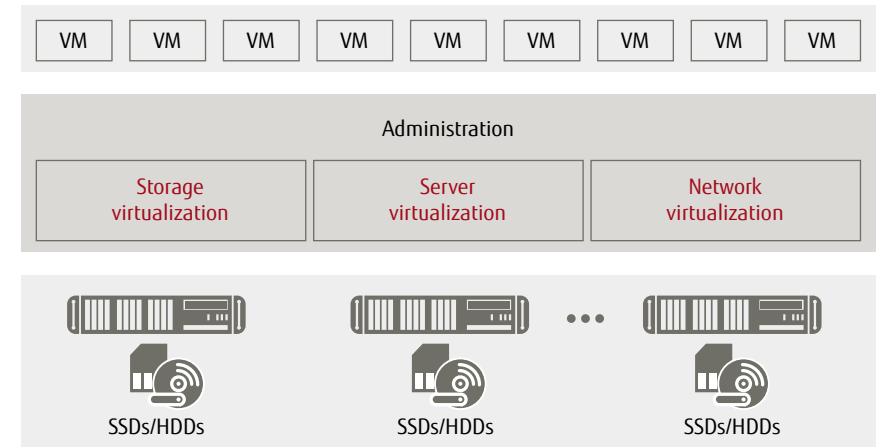 VM VM VM VM VM VM VM VM VM
Administration
Storage Server Network
virtualization virtualization virtualization
SSDs/HDDs SSDs/HDDs SSDs/HDDs